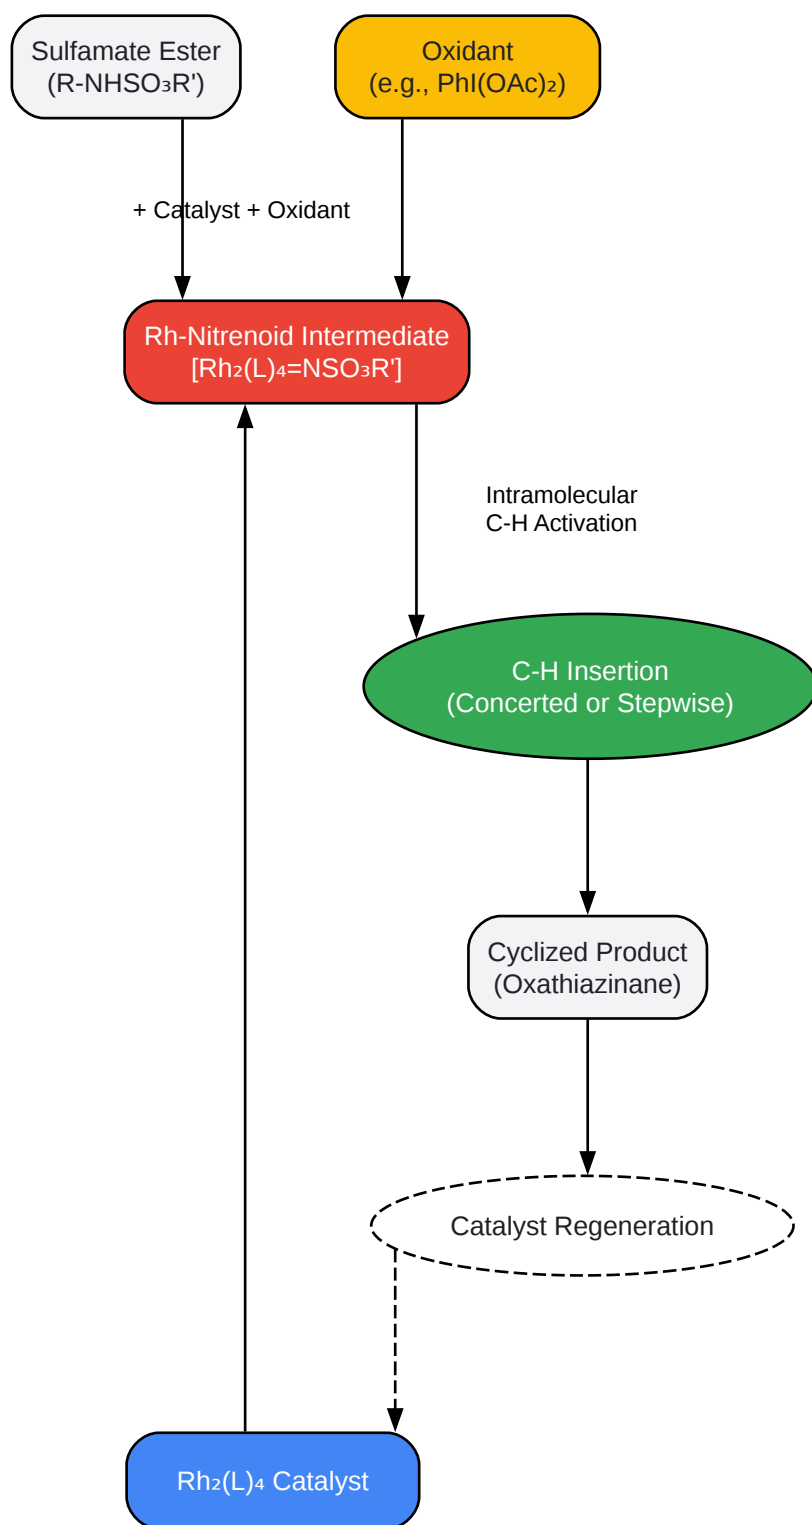 Sulfamate Ester
(R-NHSO₃R')
Oxidant
(e.g., PhI(OAc)₂)
+ Catalyst + Oxidant
Rh-Nitrenoid Intermediate
[Rh₂(L)₄=NSO₃R']
Intramolecular
C-H Activation
C-H Insertion
(Concerted or Stepwise)
Cyclized Product
(Oxathiazinane)
Catalyst Regeneration
Rh₂(L)₄ Catalyst